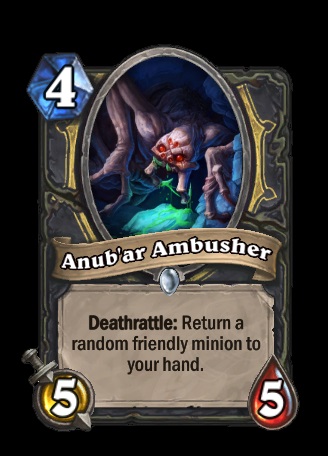 4
Anub'ar Ambusher
Deathrattle: Return a
random friendly minion to
your hand.
5
5